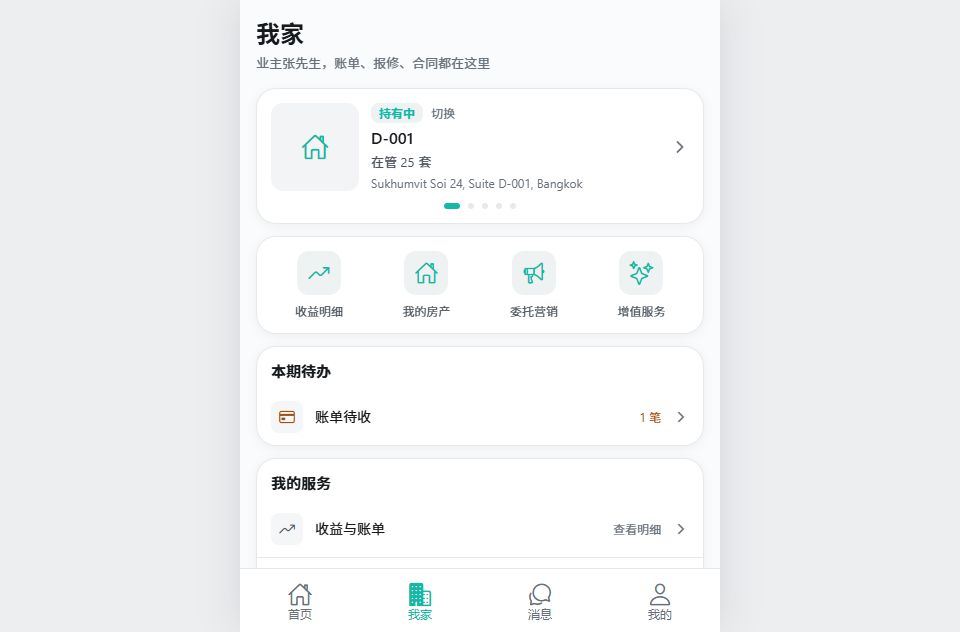 我家
业主张先生，账单、报修、合同都在这里
持有中 切换
D-001
在管 25 套
Sukhumvit Soi 24, Suite D-001, Bangkok
收益明细 我的房产 委托营销 增值服务
本期待办
账单待收 1 笔
我的服务
收益与账单 查看明细
首页 我家 消息 我的